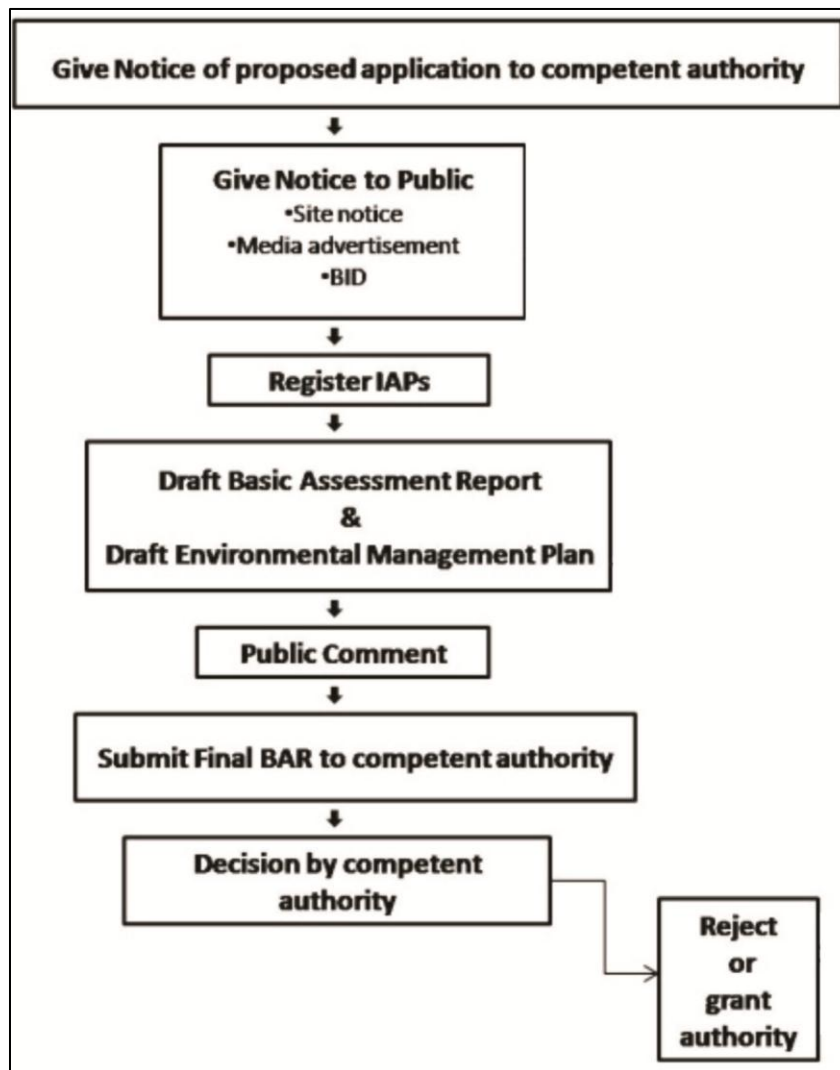 Give Notice of proposed application to competent authority
Give Notice to Public
•Site notice
•Media advertisement
•BID
Register IAPs
Draft Basic Assessment Report
&
Draft Environmental Management Plan
Public Comment
Submit Final BAR to competent authority
Decision by competent
authority
Reject
or
grant
authority